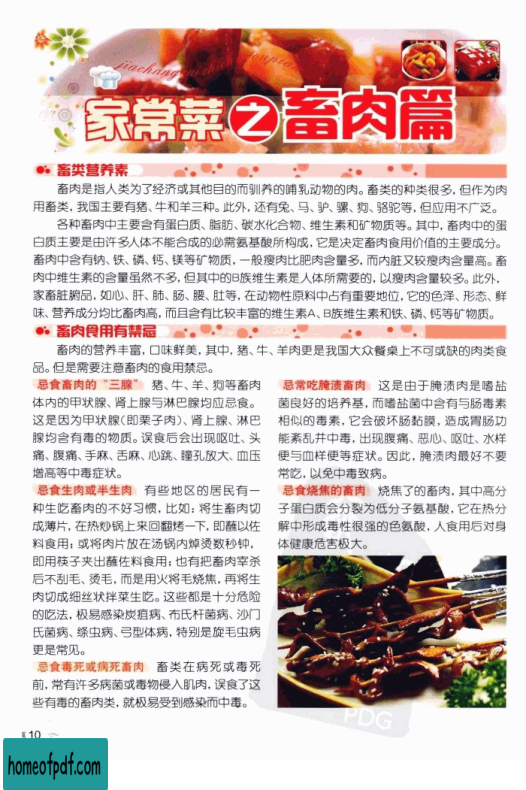 jiachangcaizhixuroupian
家常菜之畜肉篇
畜类营养素
畜肉是指人类为了经济或其他目的而驯养的哺乳动物的肉。畜类的种类很多，但作为肉
用畜类，我国主要有猪、牛和羊三种。此外，还有兔、马、驴、骡、狗、骆驼等，但应用不广泛。
各种畜肉中主要含有蛋白质、脂肪、碳水化合物、维生素和矿物质等。其中，畜肉中的蛋
白质主要是由许多人体不能合成的必需氨基酸所构成，它是决定畜肉食用价值的主要成分。
畜肉中含有钠、铁、磷、钙、镁等矿物质，一般瘦肉比肥肉含量多，而内脏又较瘦肉含量高。畜
肉中维生素的含量虽然不多，但其中的B族维生素是人体所需要的，以瘦肉含量较多。此外，
家畜脏腑品，如心、肝、肺、肠、腰、肚等，在动物性原料中占有重要地位，它的色泽、形态、鲜
味、营养成分均比畜肉高，而且含有比较丰富的维生素A、B族维生素和铁、磷、钙等矿物质。
畜肉食用有禁忌
畜肉的营养丰富，口味鲜美，其中，猪、牛、羊肉更是我国大众餐桌上不可或缺的肉类食
品。但是需要注意畜肉的食用禁忌。
忌食畜肉的“三腺” 猪、牛、羊、狗等畜肉
体内的甲状腺、肾上腺与淋巴腺均应忌食。
这是因为甲状腺（即栗子肉）、肾上腺、淋巴
腺均含有毒的物质。误食后会出现呕吐、头
痛、腹痛、手麻、舌麻、心跳、瞳孔放大、血压
增高等中毒症状。
忌食生肉或半生肉 有些地区的居民有一
种生吃畜肉的不好习惯，比如：将生畜肉切
成薄片，在热炒锅上来回翻烤一下，即蘸以佐
料食用；或将肉片放在汤锅内焯烫数秒钟，
即用筷子夹出蘸佐料食用；也有把畜肉宰杀
后不刮毛、烫毛，而是用火将毛烧焦，再将生
肉切成细丝状拌菜生吃。这些都是十分危险
的吃法，极易感染炭疽病、布氏杆菌病、沙门
氏菌病、绦虫病、弓型体病，特别是旋毛虫病
更是常见。
忌食毒死或病死畜肉 畜类在病死或毒死
前，常有许多病菌或毒物侵入肌肉，误食了这
些有毒的畜肉类，就极易受到感染而中毒。
忌常吃腌渍畜肉 这是由于腌渍肉是嗜盐
菌良好的培养基，而嗜盐菌中含有与肠毒素
相似的毒素，它会破坏肠黏膜，造成胃肠功
能紊乱并中毒，出现腹痛、恶心、呕吐、水样
便与血样便等症状。因此，腌渍肉最好不要
常吃，以免中毒致病。
忌食烧焦的畜肉 烧焦了的畜肉，其中高分
子蛋白质会分裂为低分子氨基酸，它在热分
解中形成毒性很强的色氨酸，人食用后对身
体健康危害极大。
PDG
10
homeofpdf.com